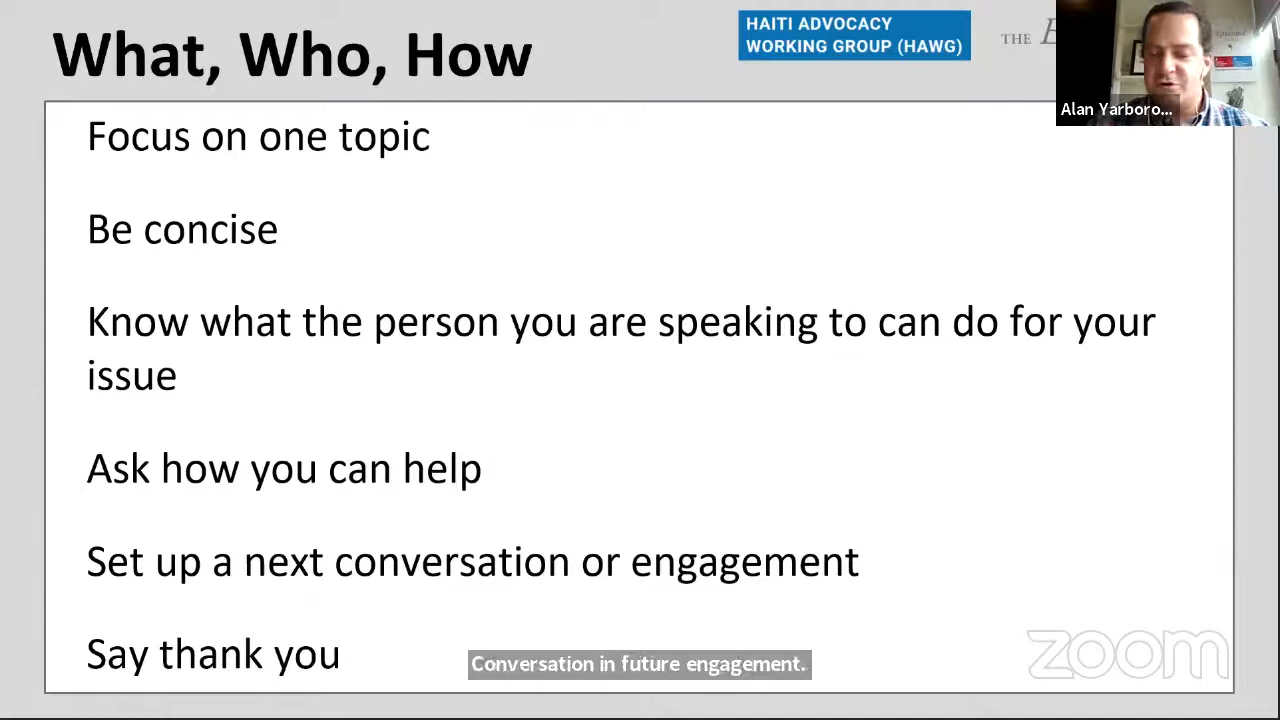 What, Who, How
HAITI ADVOCACY
WORKING GROUP (HAWG)
THE E
Alan Yarboro...
Focus on one topic
Be concise
Know what the person you are speaking to can do for your
issue
Ask how you can help
Set up a next conversation or engagement
Say thank you
Conversation in future engagement.
zoom